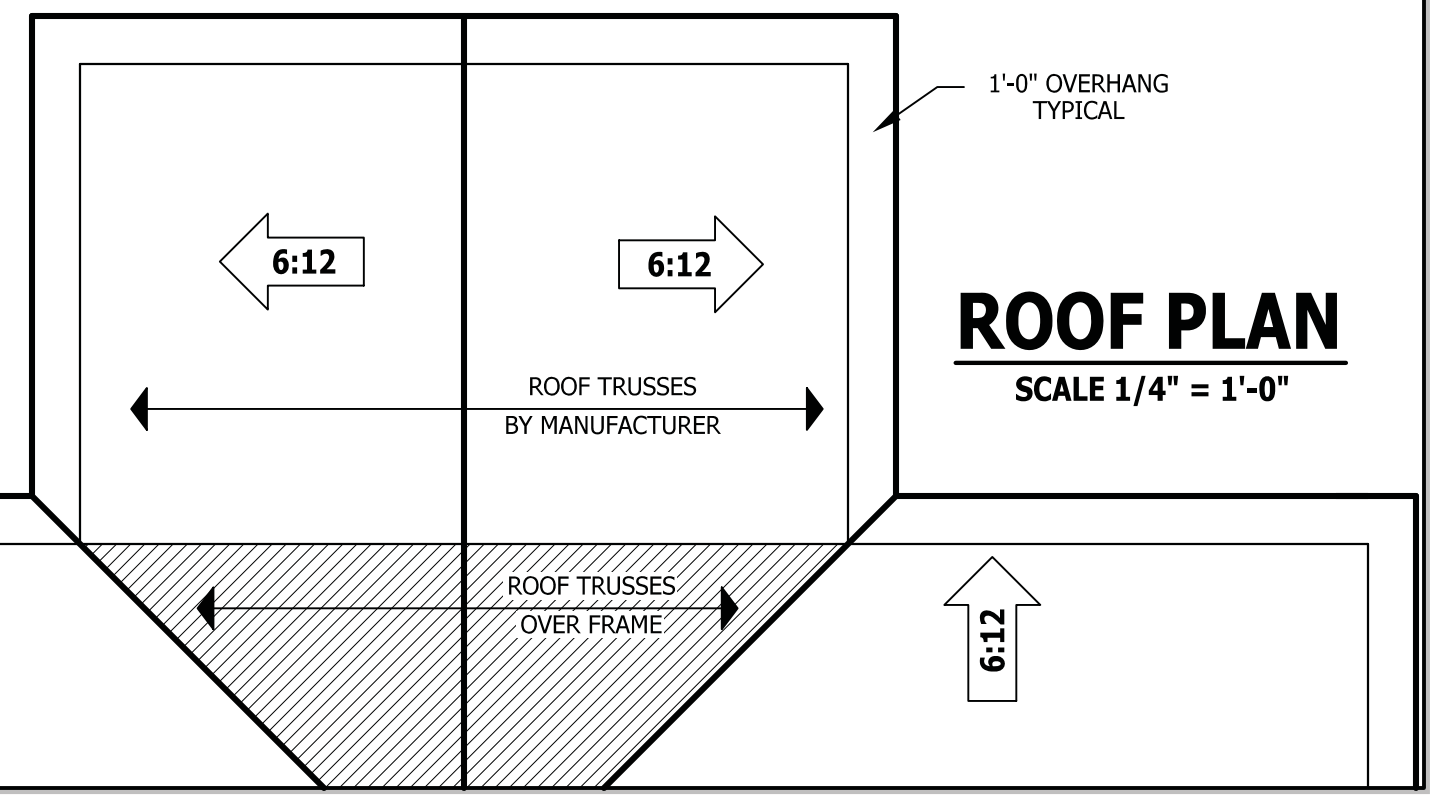 1'-0" OVERHANG
TYPICAL
6:12
6:12
ROOF PLAN
SCALE 1/4" = 1'-0"
ROOF TRUSSES
BY MANUFACTURER
ROOF TRUSSES
OVER FRAME
6:12